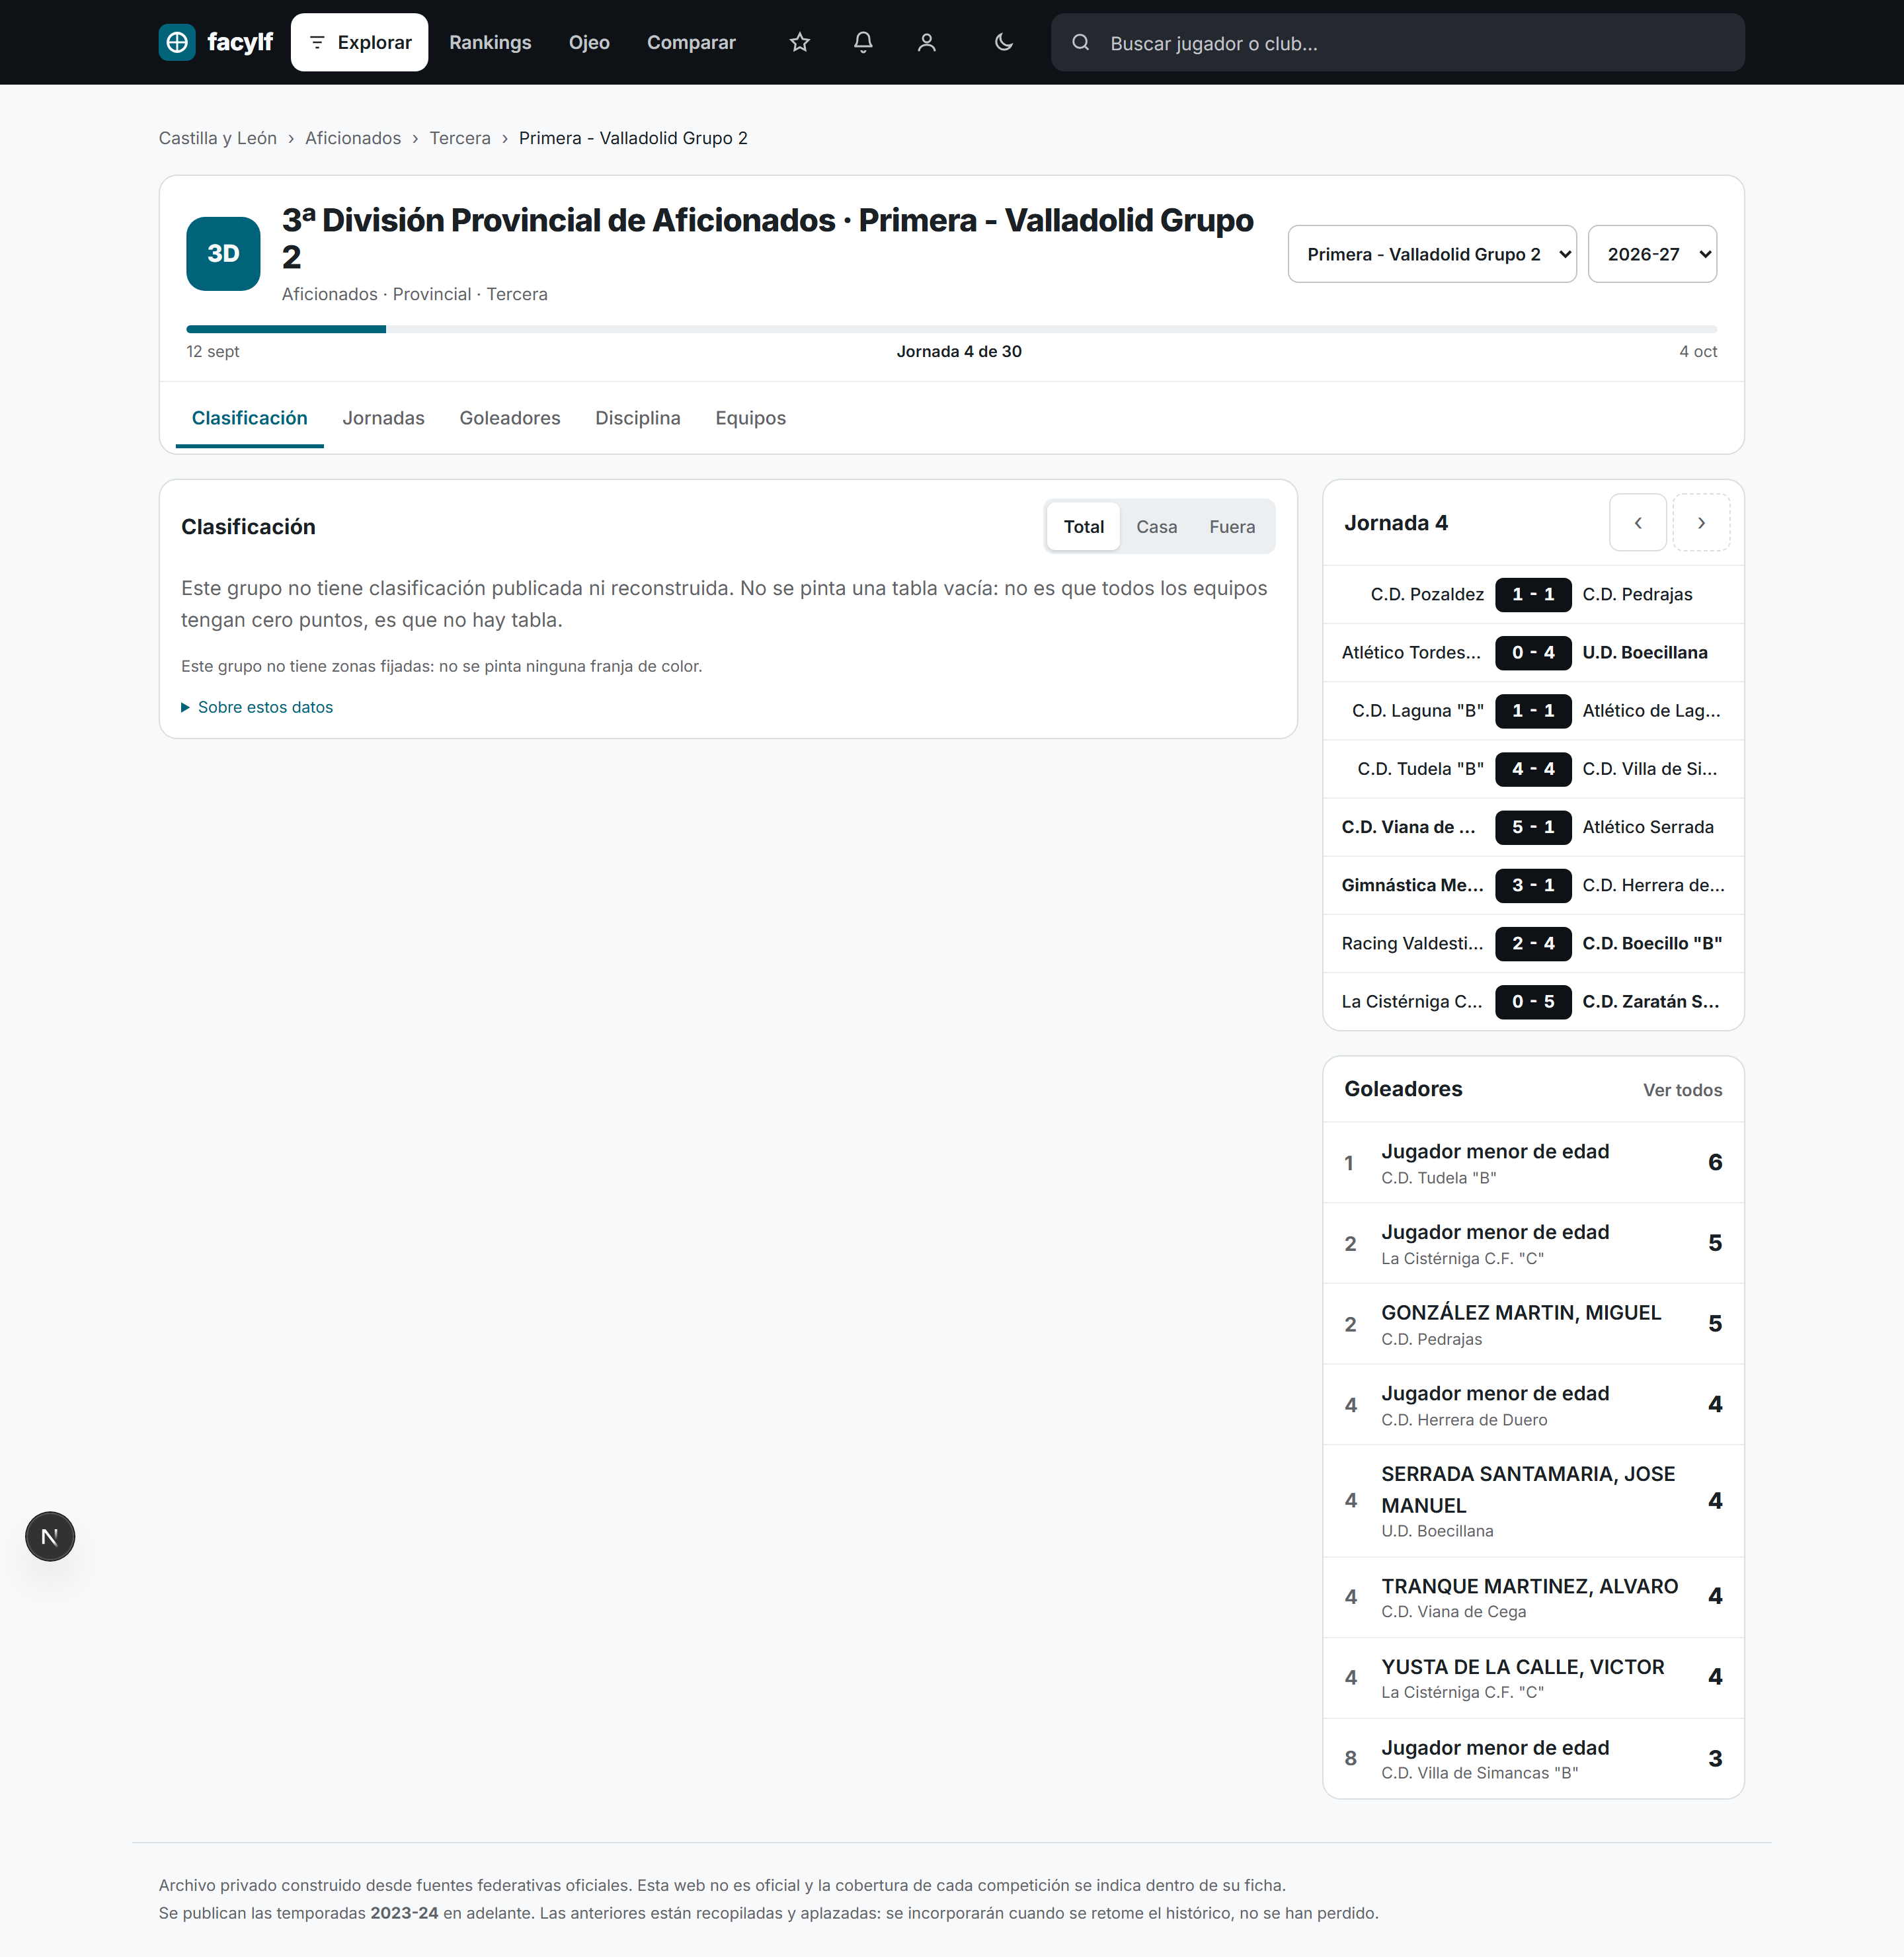 facylf
Explorar
Rankings
Ojeo
Comparar
Buscar jugador o club...
Castilla y León › Aficionados › Tercera › Primera - Valladolid Grupo 2
3D
3ª División Provincial de Aficionados · Primera - Valladolid Grupo
2
Aficionados · Provincial · Tercera
Primera - Valladolid Grupo 2
2026-27
12 sept
Jornada 4 de 30
4 oct
Clasificación
Jornadas
Goleadores
Disciplina
Equipos
Clasificación
Total
Casa
Fuera
Este grupo no tiene clasificación publicada ni reconstruida. No se pinta una tabla vacía: no es que todos los equipos
tengan cero puntos, es que no hay tabla.
Este grupo no tiene zonas fijadas: no se pinta ninguna franja de color.
Sobre estos datos
Jornada 4
‹ ›
C.D. Pozaldez 1 - 1 C.D. Pedrajas
Atlético Tordes... 0 - 4 U.D. Boecillana
C.D. Laguna "B" 1 - 1 Atlético de Lag...
C.D. Tudela "B" 4 - 4 C.D. Villa de Si...
C.D. Viana de ... 5 - 1 Atlético Serrada
Gimnástica Me... 3 - 1 C.D. Herrera de...
Racing Valdesti... 2 - 4 C.D. Boecillo "B"
La Cistérniga C... 0 - 5 C.D. Zaratán S...
Goleadores
Ver todos
1 Jugador menor de edad 6
C.D. Tudela "B"
2 Jugador menor de edad 5
La Cistérniga C.F. "C"
2 GONZÁLEZ MARTIN, MIGUEL 5
C.D. Pedrajas
4 Jugador menor de edad 4
C.D. Herrera de Duero
4 SERRADA SANTAMARIA, JOSE
MANUEL 4
U.D. Boecillana
4 TRANQUE MARTINEZ, ALVARO 4
C.D. Viana de Cega
4 YUSTA DE LA CALLE, VICTOR 4
La Cistérniga C.F. "C"
8 Jugador menor de edad 3
C.D. Villa de Simancas "B"
N
Archivo privado construido desde fuentes federativas oficiales. Esta web no es oficial y la cobertura de cada competición se indica dentro de su ficha.
Se publican las temporadas 2023-24 en adelante. Las anteriores están recopiladas y aplazadas: se incorporarán cuando se retome el histórico, no se han perdido.